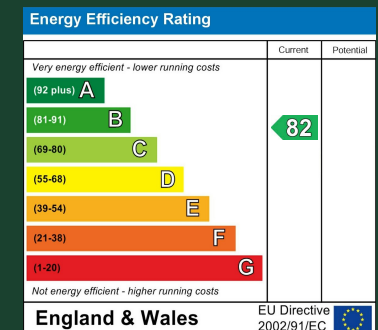 Energy Efficiency Rating
Current Potential
Very energy efficient - lower running costs
(92 plus) A
(81-91) B
82
(69-80) C
(55-68) D
(39-54) E
(21-38) F
(1-20) G
Not energy efficient - higher running costs
England & Wales
EU Directive
2002/91/EC